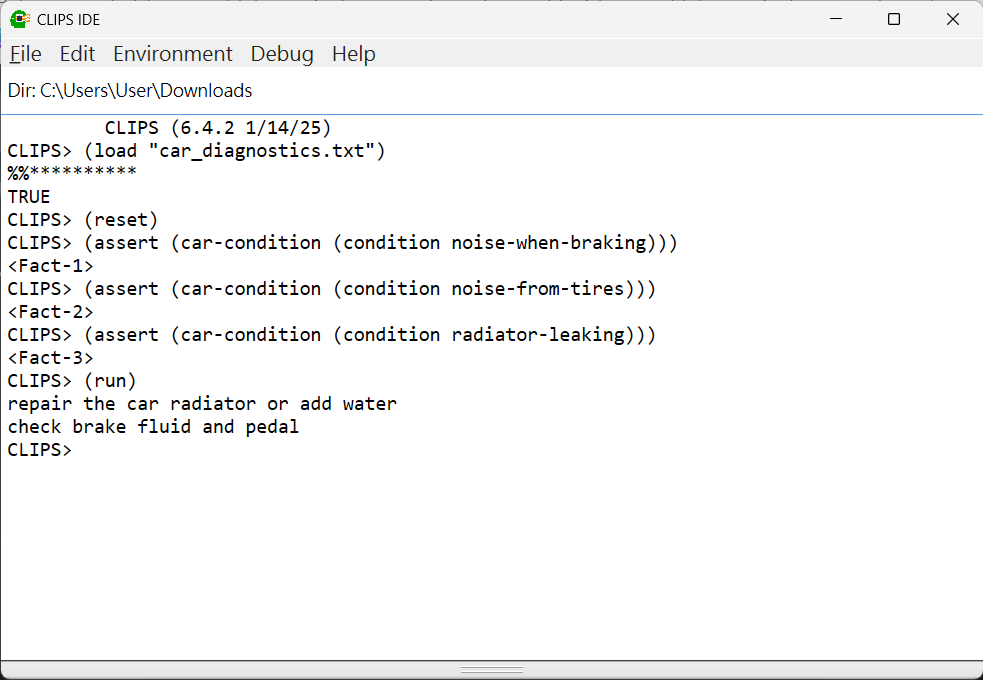 CLIPS IDE
File Edit Environment Debug Help
Dir: C:\Users\User\Downloads
CLIPS (6.4.2 1/14/25)
CLIPS> (load "car_diagnostics.txt")
%%**********
TRUE
CLIPS> (reset)
CLIPS> (assert (car-condition (condition noise-when-braking)))
<Fact-1>
CLIPS> (assert (car-condition (condition noise-from-tires)))
<Fact-2>
CLIPS> (assert (car-condition (condition radiator-leaking)))
<Fact-3>
CLIPS> (run)
repair the car radiator or add water
check brake fluid and pedal
CLIPS>